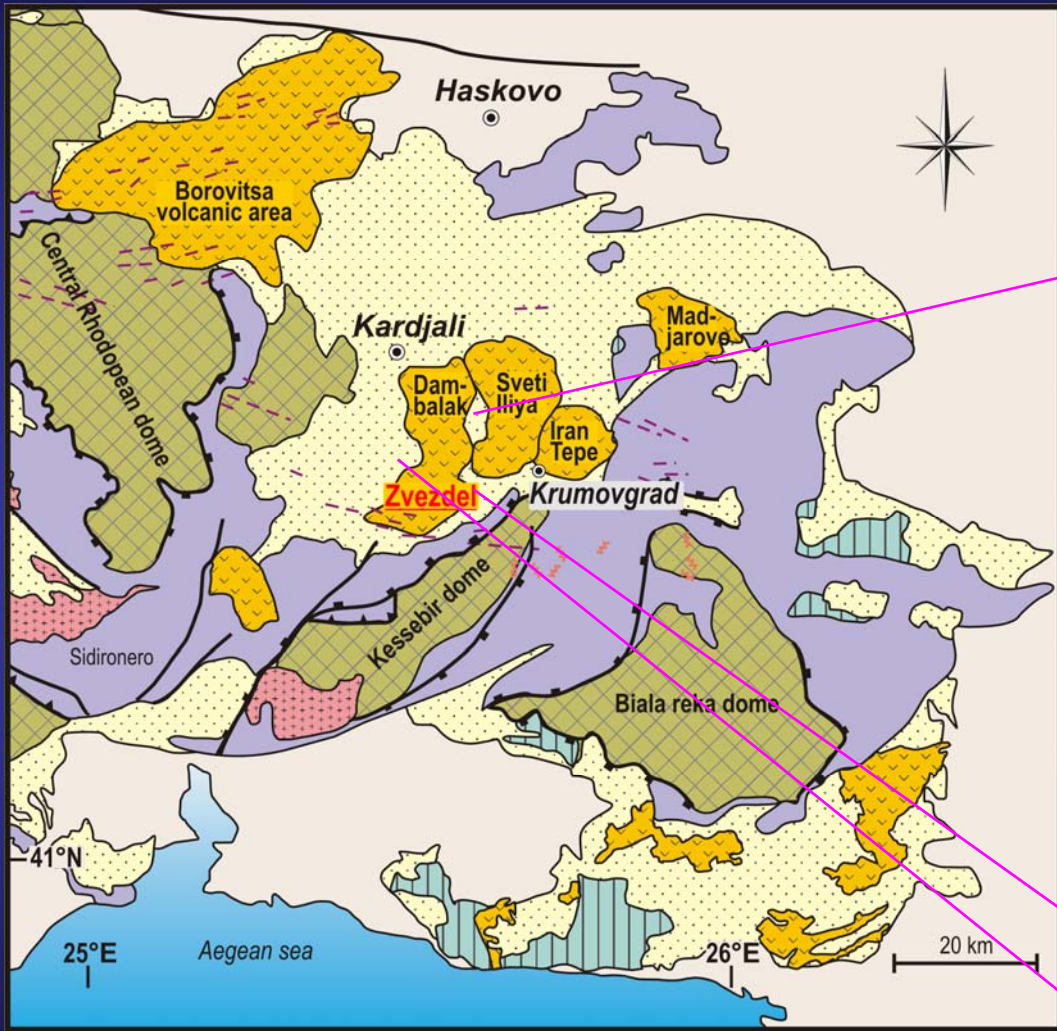 Haskovo
Borovitsa
volcanic area
Central Rhodopean dome
Kardjali
Mad-
jarovo
Dam-
balak
Sveti
Iliya
Iran
Tepe
Zvezdel
Krumovgrad
Kessebir dome
Sidironero
Biala reka dome
41°N
25°E
Aegean sea
26°E
20 km